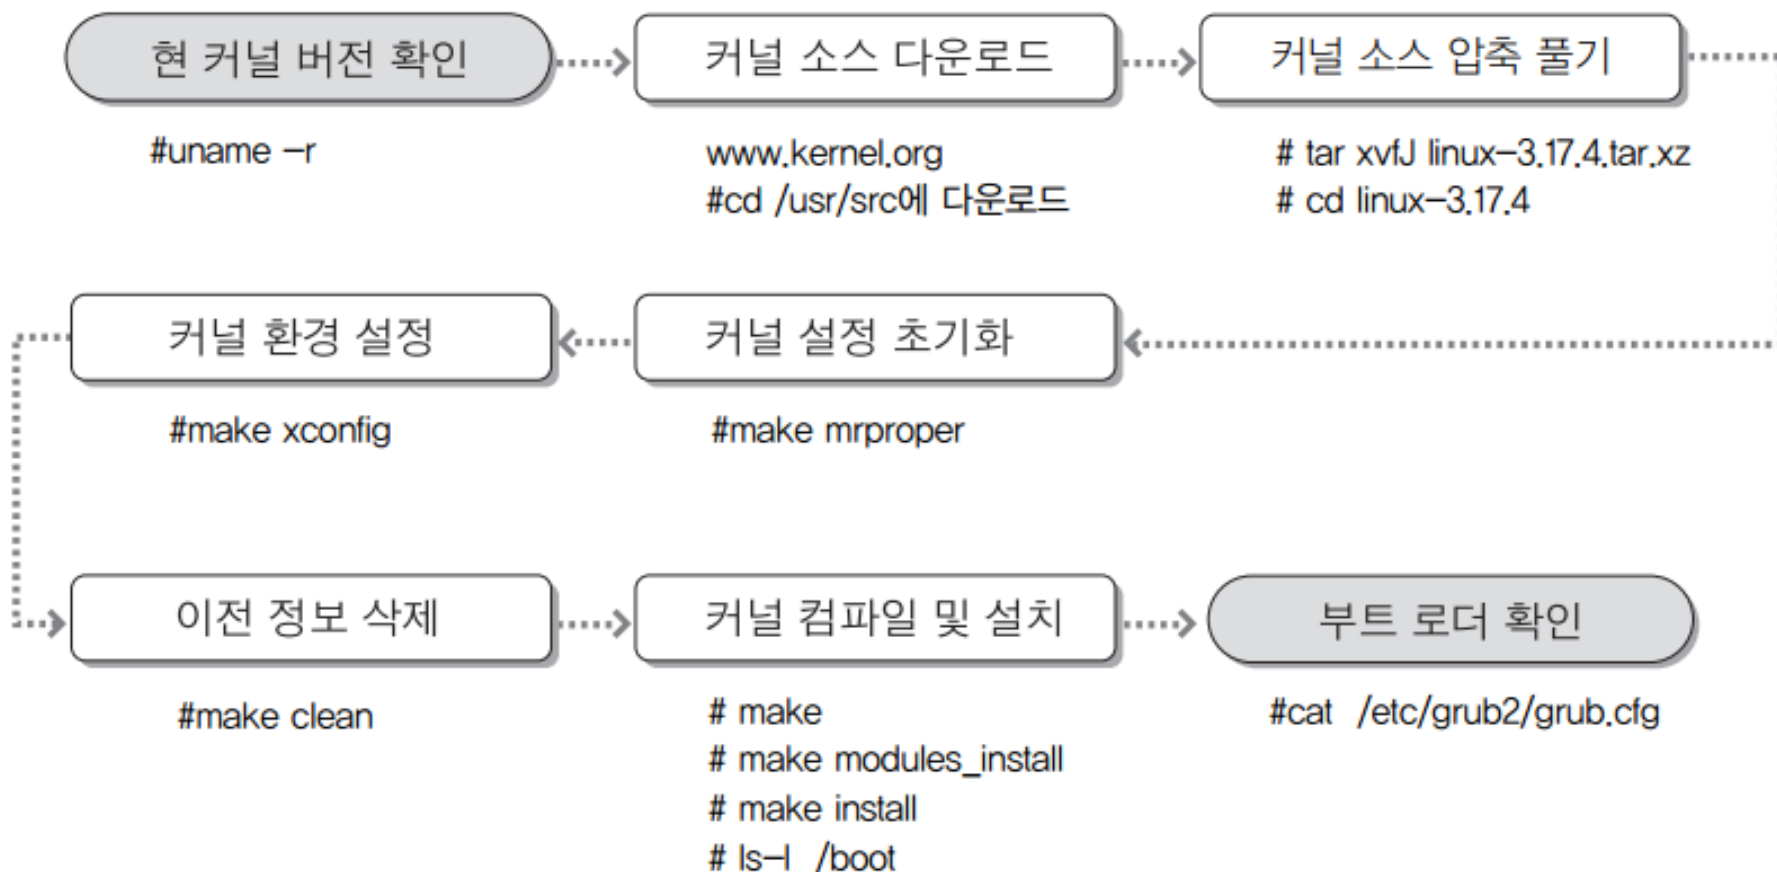 현 커널 버전 확인
커널 소스 다운로드
커널 소스 압축 풀기
#uname -r
www.kernel.org
#cd /usr/src에 다운로드
# tar xvfJ linux-3.17.4.tar.xz
# cd linux-3.17.4
커널 환경 설정
커널 설정 초기화
#make xconfig
#make mrproper
이전 정보 삭제
커널 컴파일 및 설치
부트 로더 확인
#make clean
# make
# make modules_install
# make install
# ls-l /boot
#cat /etc/grub2/grub.cfg